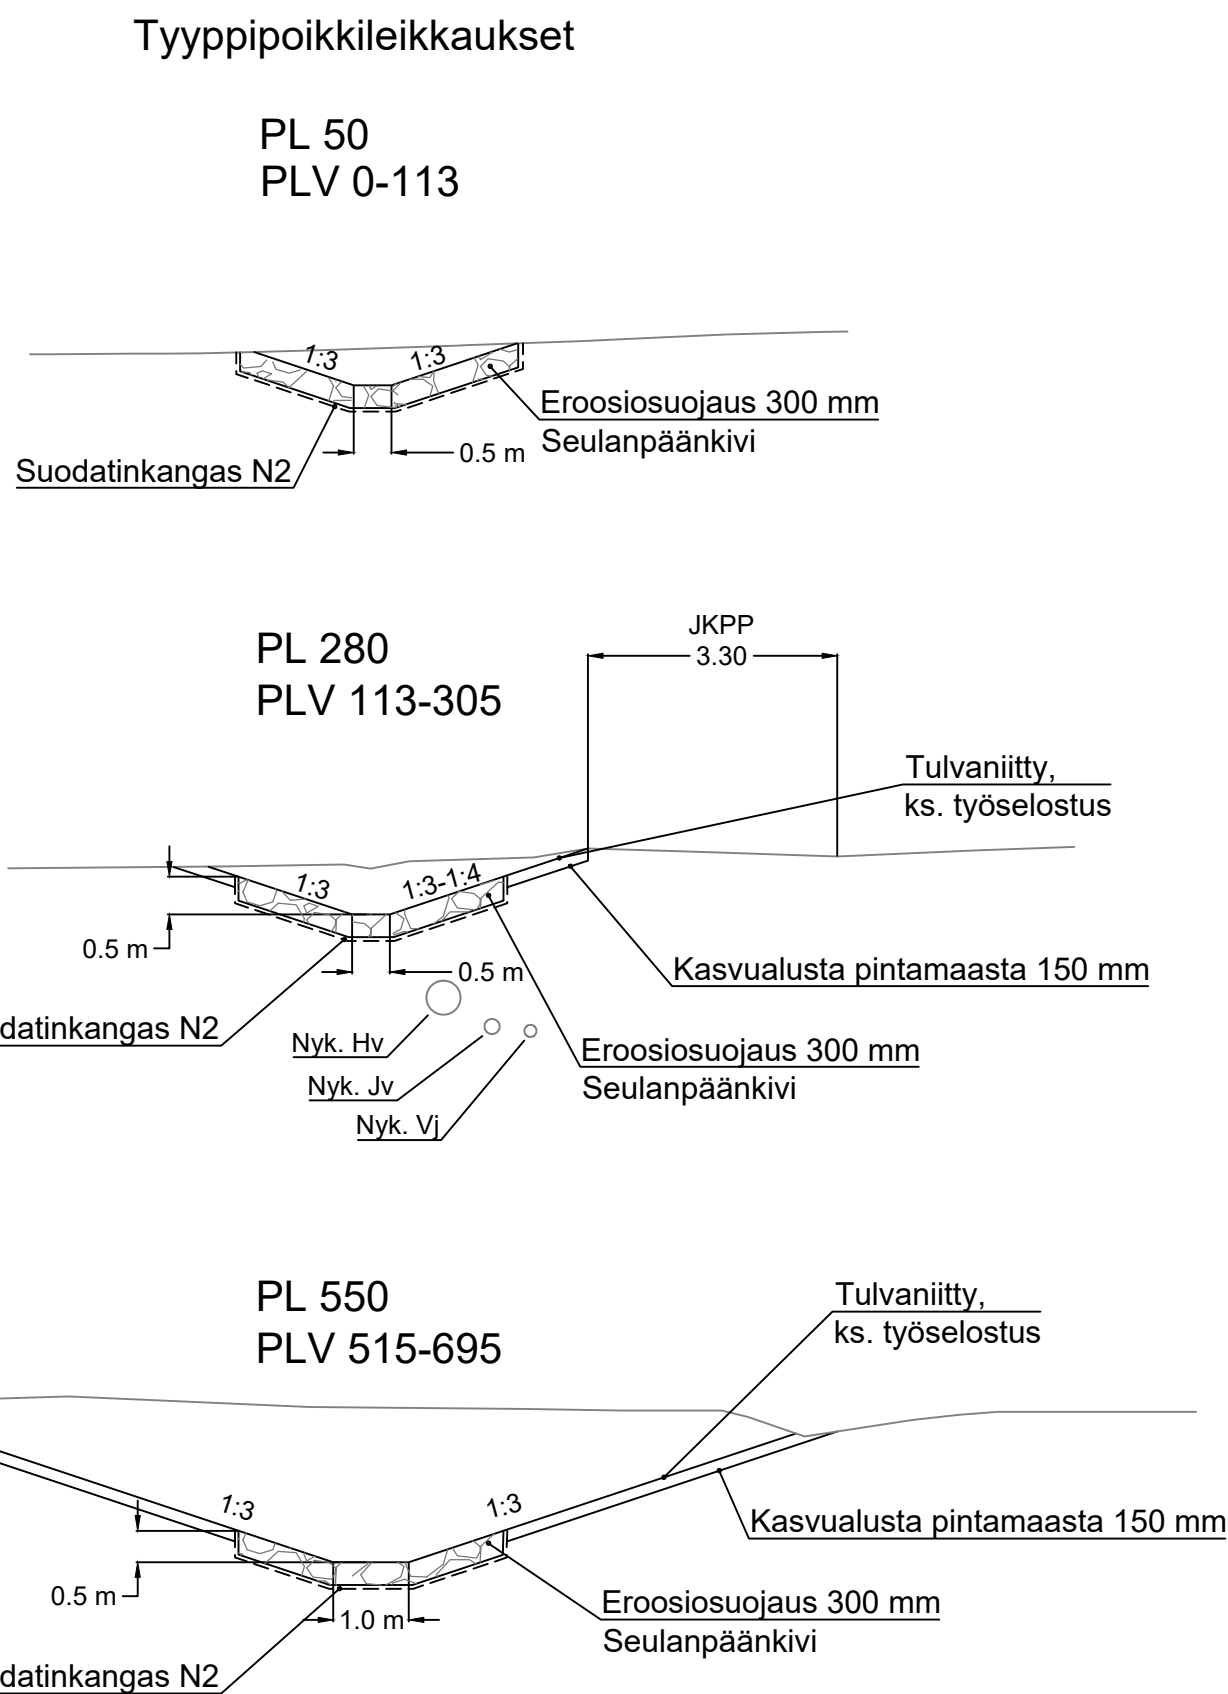 Tyyppipoikkileikkaukset
PL 50
PLV 0-113
1:3
1:3
Eroosiosuojaus 300 mm
Seulanpäänkivi
0.5 m
Suodatinkangas N2
JKPP
3.30
PL 280
PLV 113-305
Tulvaniitty,
ks. työselostus
1:3
1:3-1:4
0.5 m
0.5 m
Kasvualusta pintamaasta 150 mm
datinkangas N2
Nyk. Hv
Eroosiosuojaus 300 mm
Seulanpäänkivi
Nyk. Jv
Nyk. Vj
PL 550
PLV 515-695
Tulvaniitty,
ks. työselostus
1:3
1:3
Kasvualusta pintamaasta 150 mm
0.5 m
1.0 m
Eroosiosuojaus 300 mm
Seulanpäänkivi
datinkangas N2